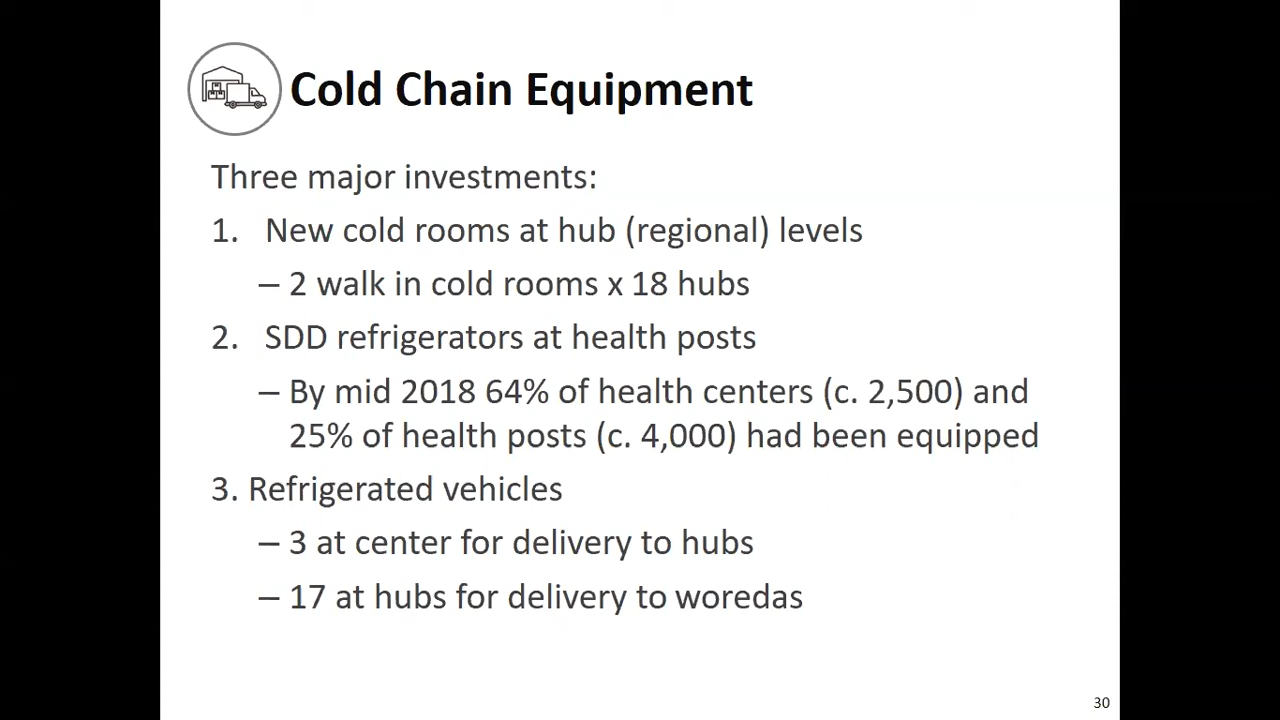 Cold Chain Equipment
Three major investments:
1. New cold rooms at hub (regional) levels
– 2 walk in cold rooms x 18 hubs
2. SDD refrigerators at health posts
– By mid 2018 64% of health centers (c. 2,500) and
25% of health posts (c. 4,000) had been equipped
3. Refrigerated vehicles
– 3 at center for delivery to hubs
– 17 at hubs for delivery to woredas
30